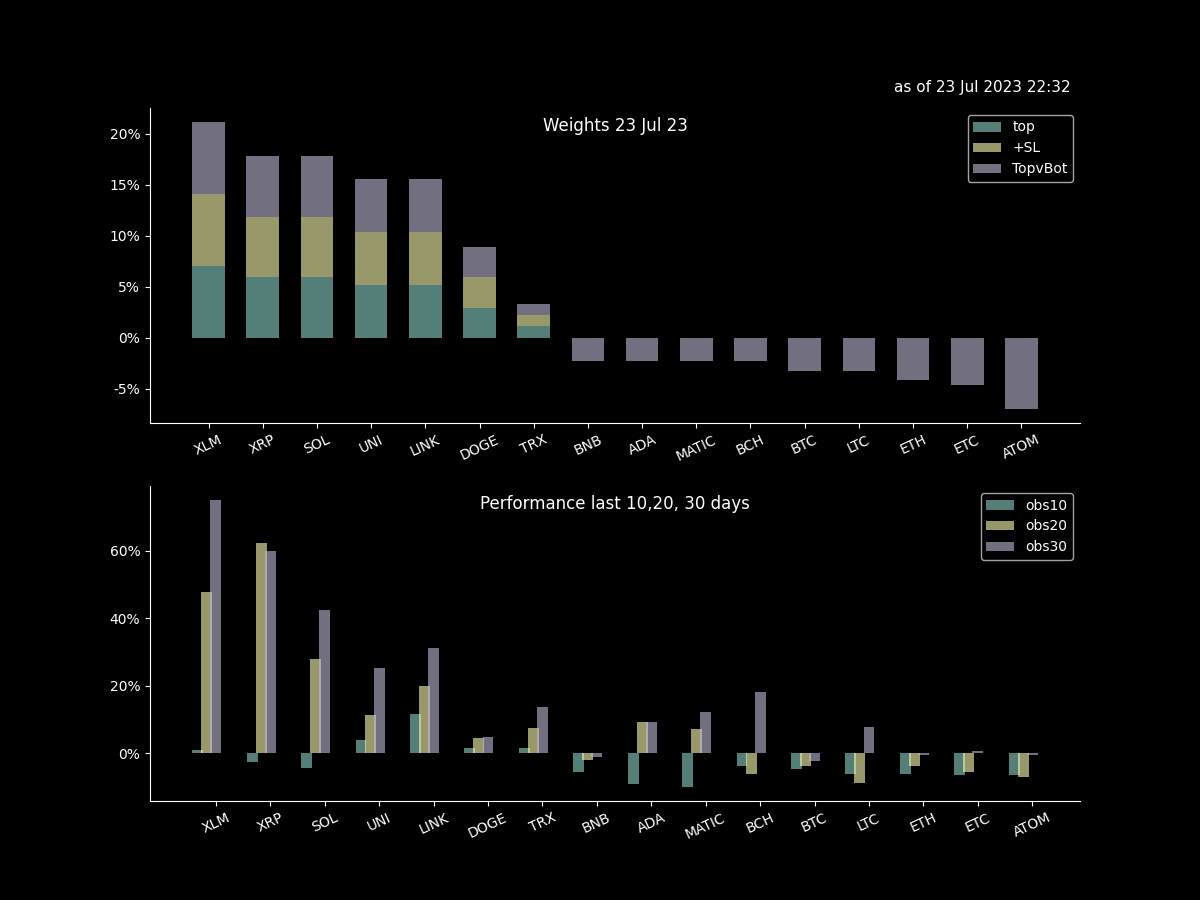 as of 23 Jul 2023 22:32
Weights 23 Jul 23
top
+SL
TopvBot
20%
15%
10%
5%
0%
-5%
XLM XRP SOL UNI LINK DOGE TRX BNB ADA MATIC BCH BTC LTC ETH ETC ATOM
Performance last 10,20, 30 days
obs10
obs20
obs30
60%
40%
20%
0%
XLM XRP SOL UNI LINK DOGE TRX BNB ADA MATIC BCH BTC LTC ETH ETC ATOM